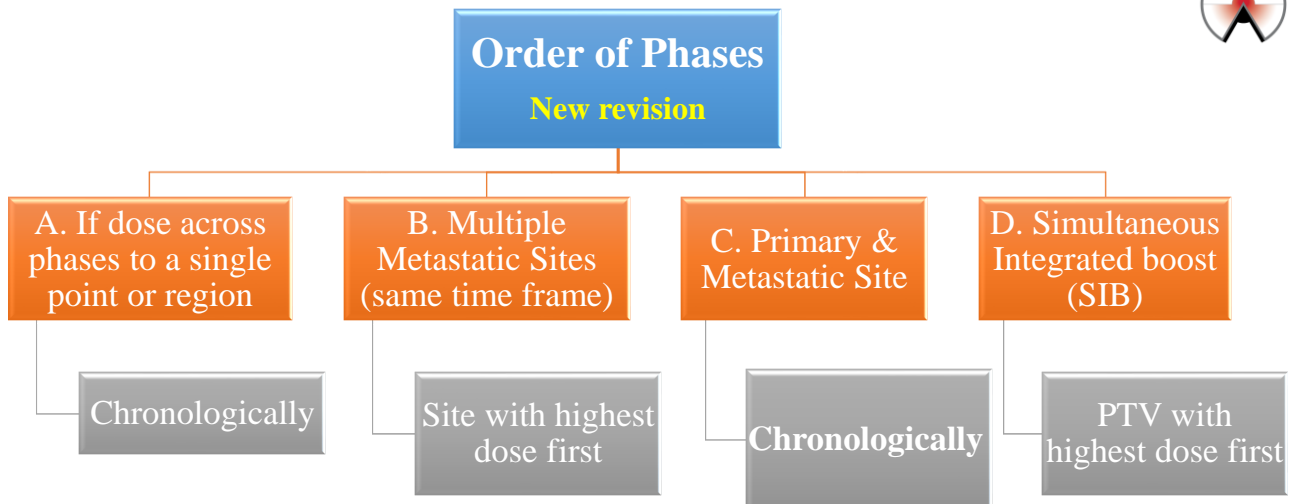 Order of Phases
New revision
A. If dose across
phases to a single
point or region
B. Multiple
Metastatic Sites
(same time frame)
C. Primary &
Metastatic Site
D. Simultaneous
Integrated boost
(SIB)
Chronologically
Site with highest
dose first
Chronologically
PTV with
highest dose first